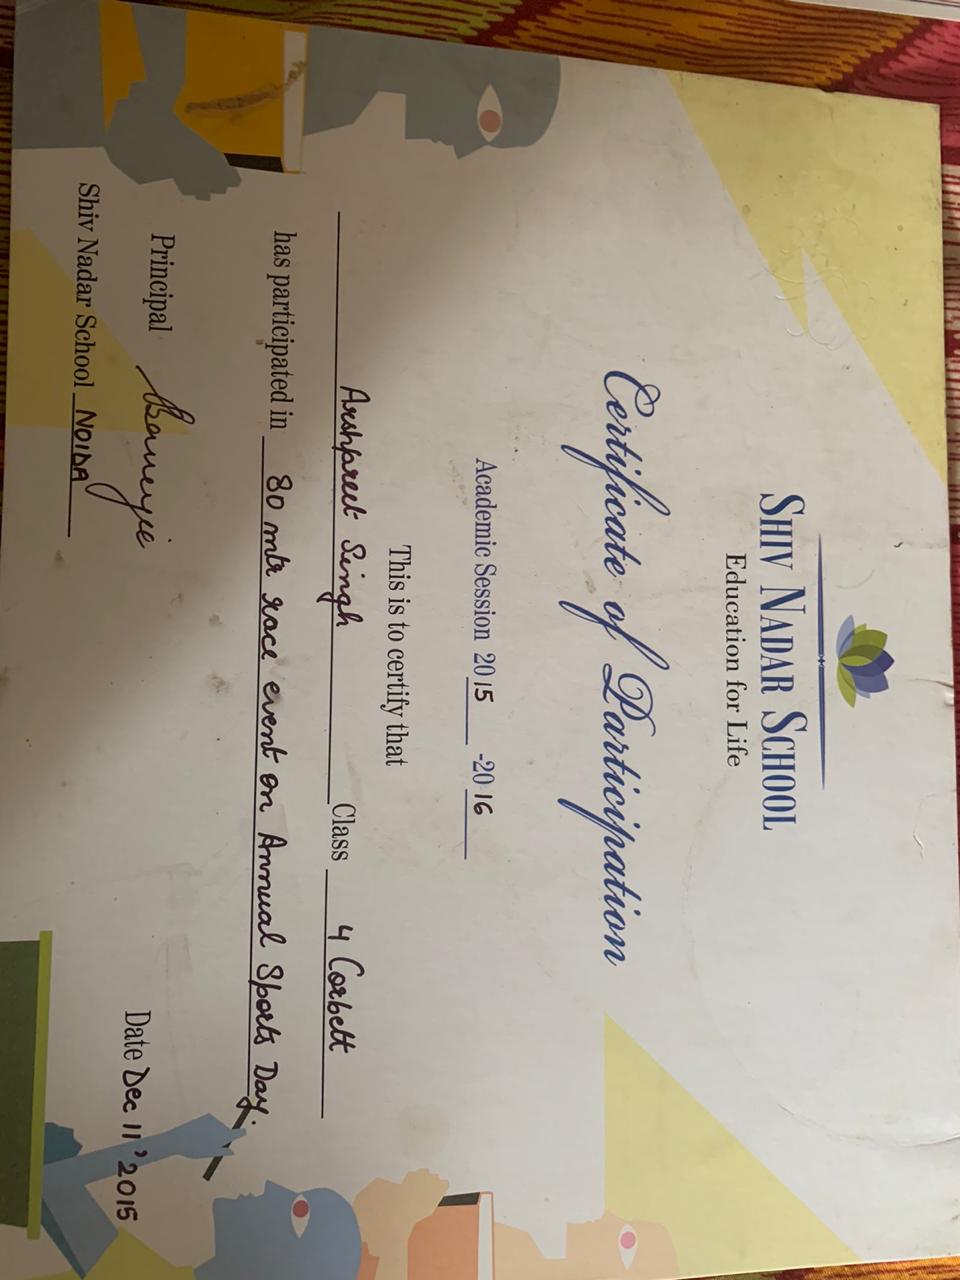 SHIV NADAR SCHOOL
Education for Life
Certificate of Participation
Academic Session 2015 -2016
This is to certify that
Arshpreet Singh Class 4 Corbett
has participated in 80 mtr race event on Annual Sports Day.
Principal Banerjee Date Dec 11' 2015
Shiv Nadar School NOIDA